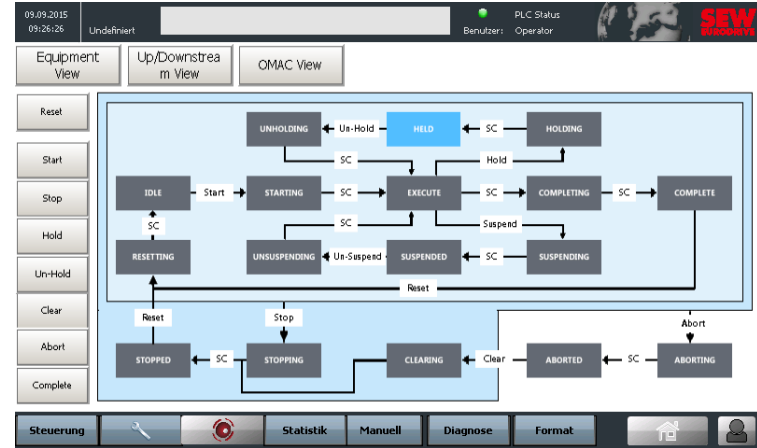 09.09.2015
09:26:26
Undefiniert
PLC Status
Benutzer: Operator
SEW
EURODRIVE
Equipment
View
Up/Downstrea
m View
OMAC View
Reset
Start
Stop
Hold
Un-Hold
Clear
Abort
Complete
UNHOLDING
Un-Hold
HELD
SC
HOLDING
SC
Hold
IDLE
Start
STARTING
SC
EXECUTE
SC
COMPLETING
SC
COMPLETE
SC
SC
Suspend
RESETTING
UNSUSPENDING
Un-Suspend
SUSPENDED
SC
SUSPENDING
Reset
Reset
Stop
Abort
STOPPED
SC
STOPPING
CLEARING
Clear
ABORTED
SC
ABORTING
Steuerung
Statistik
Manuell
Diagnose
Format